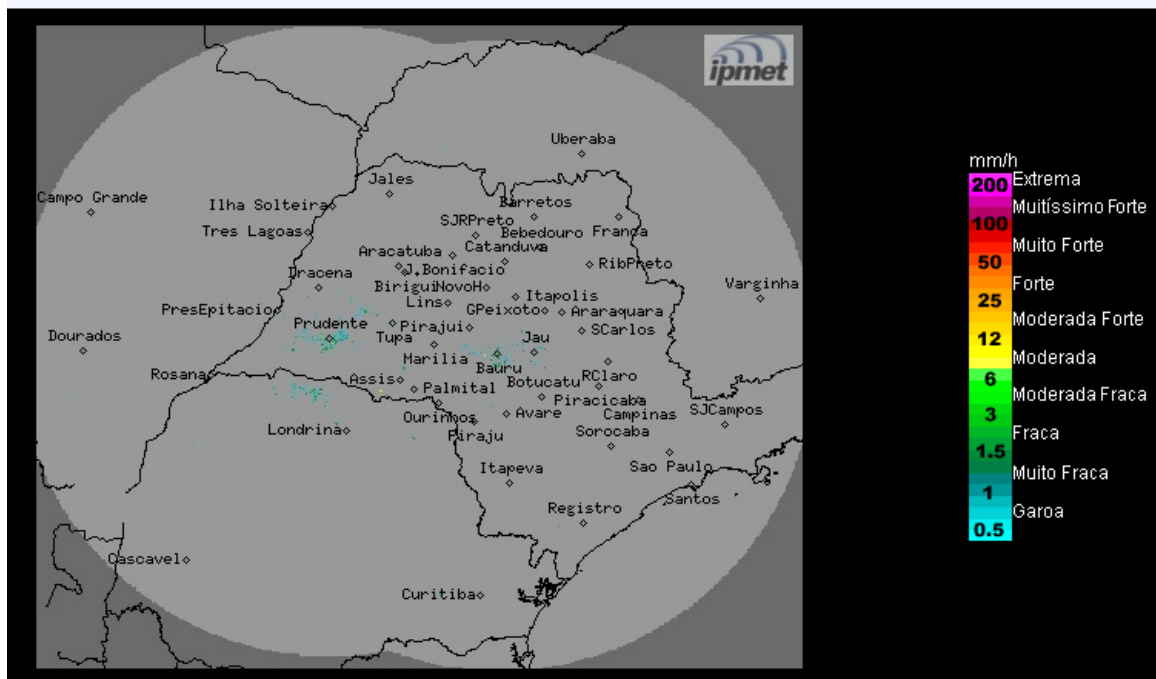 ipmet
Uberaba
Campo Grande
Jales
Ilha Solteira
Barretos
SJRPreto
Tres Lagoas
Bebedouro
Franca
Catanduva
Aracatuba
J.Bonifacio
RibPreto
Dracena
Varginha
Birigui
NovoH
Itapolis
Lins
PresEpitacio
GPeixoto
Araraquara
Prudente
Pirajui
SCarlos
Dourados
Tupa
Jau
Marilia
Bauru
Rosana
Assis
RClaro
Palmital
Botucatu
Piracicaba
Ourinhos
Avare
Campinas
SJCampos
Londrina
Piraju
Sorocaba
Itapeva
Sao Paulo
Santos
Registro
Cascavel
Curitiba
mm/h
200 Extrema
Muitíssimo Forte
100
Muito Forte
50
Forte
25
Moderada Forte
12
Moderada
6
Moderada Fraca
3
Fraca
1.5
Muito Fraca
1
Garoa
0.5